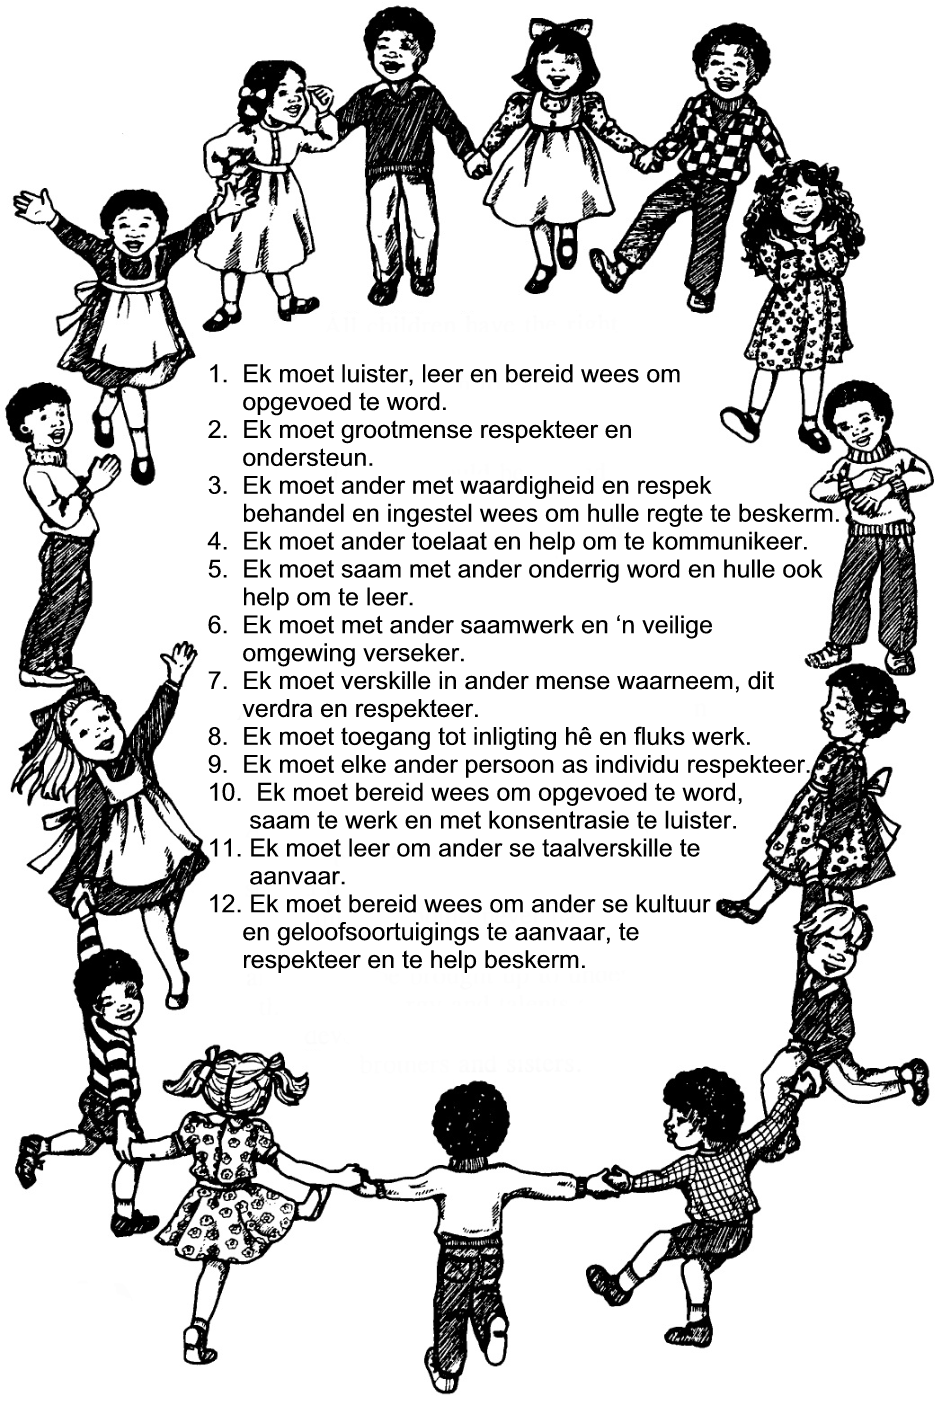 1. Ek moet luister, leer en bereid wees om
opgevoed te word.
2. Ek moet grootmense respekteer en
ondersteun.
3. Ek moet ander met waardigheid en respek
behandel en ingestel wees om hulle regte te beskerm.
4. Ek moet ander toelaat en help om te kommunikeer.
5. Ek moet saam met ander onderrig word en hulle ook
help om te leer.
6. Ek moet met ander saamwerk en ‘n veilige
omgewing verseker.
7. Ek moet verskille in ander mense waarneem, dit
verdra en respekteer.
8. Ek moet toegang tot inligting hê en fluks werk.
9. Ek moet elke ander persoon as individu respekteer.
10. Ek moet bereid wees om opgevoed te word,
saam te werk en met konsentrasie te luister.
11. Ek moet leer om ander se taalverskille te
aanvaar.
12. Ek moet bereid wees om ander se kultuur
en geloofsoortuigings te aanvaar, te
respekteer en te help beskerm.